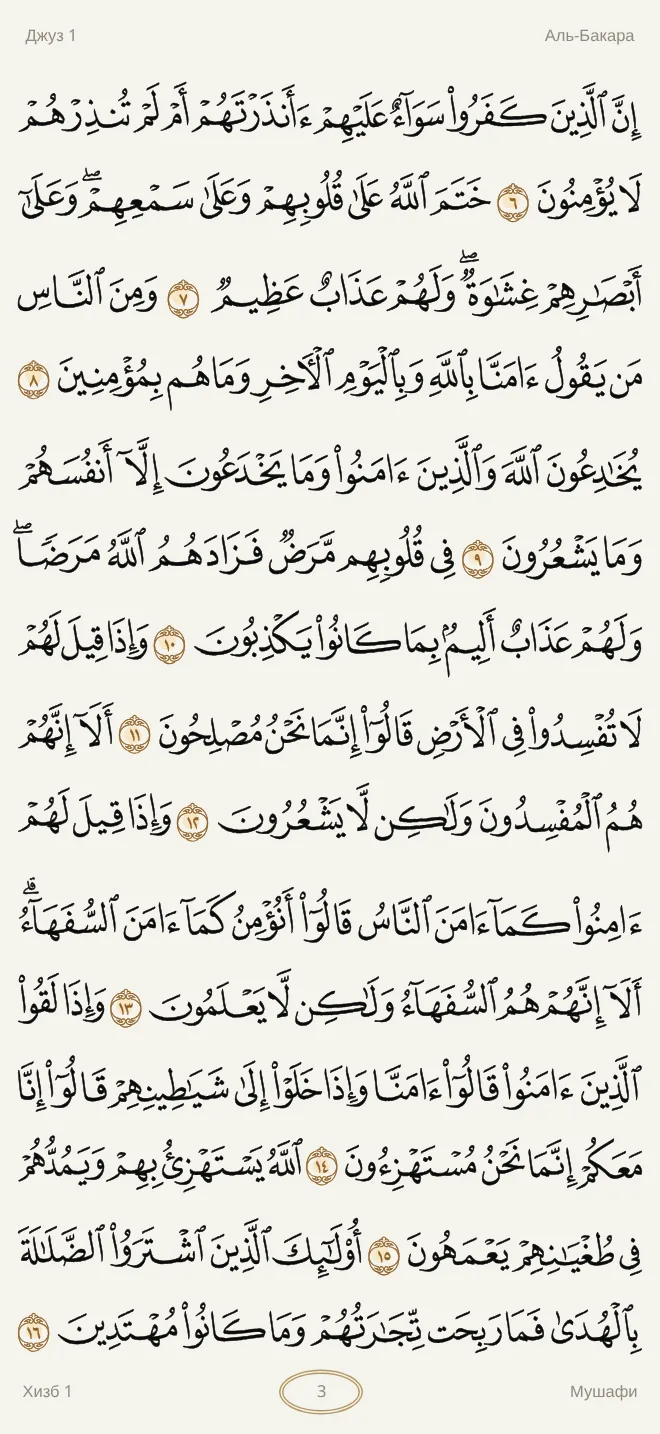 Джуз 1
Аль-Бакара
إِنَّ ٱلَّذِينَ كَفَرُوا۟ سَوَآءٌ عَلَيْهِمْ ءَأَنذَرْتَهُمْ أَمْ لَمْ تُنذِرْهُمْ
لَا يُؤْمِنُونَ ٦ خَتَمَ ٱللَّهُ عَلَىٰ قُلُوبِهِمْ وَعَلَىٰ سَمْعِهِمْ ۖ وَعَلَىٰٓ
أَبْصَـٰرِهِمْ غِشَـٰوَةٌ ۖ وَلَهُمْ عَذَابٌ عَظِيمٌ ٧ وَمِنَ ٱلنَّاسِ
مَن يَقُولُ ءَامَنَّا بِٱللَّهِ وَبِٱلْيَوْمِ ٱلْـَٔاخِرِ وَمَا هُم بِمُؤْمِنِينَ ٨
يُخَـٰدِعُونَ ٱللَّهَ وَٱلَّذِينَ ءَامَنُوا۟ وَمَا يَخْدَعُونَ إِلَّآ أَنفُسَهُمْ
وَمَا يَشْعُرُونَ ٩ فِى قُلُوبِهِم مَّرَضٌ فَزَادَهُمُ ٱللَّهُ مَرَضًا ۖ
وَلَهُمْ عَذَابٌ أَلِيمٌۢ بِمَا كَانُوا۟ يَكْذِبُونَ ١٠ وَإِذَا قِيلَ لَهُمْ
لَا تُفْسِدُوا۟ فِى ٱلْأَرْضِ قَالُوٓا۟ إِنَّمَا نَحْنُ مُصْلِحُونَ ١١ أَلَآ إِنَّهُمْ
هُمُ ٱلْمُفْسِدُونَ وَلَـٰكِن لَّا يَشْعُرُونَ ١٢ وَإِذَا قِيلَ لَهُمْ
ءَامِنُوا۟ كَمَآ ءَامَنَ ٱلنَّاسُ قَالُوٓا۟ أَنُؤْمِنُ كَمَآ ءَامَنَ ٱلسُّفَهَآءُ ۗ
أَلَآ إِنَّهُمْ هُمُ ٱلسُّفَهَآءُ وَلَـٰكِن لَّا يَعْلَمُونَ ١٣ وَإِذَا لَقُوا۟
ٱلَّذِينَ ءَامَنُوا۟ قَالُوٓا۟ ءَامَنَّا وَإِذَا خَلَوْا۟ إِلَىٰ شَيَـٰطِينِهِمْ قَالُوٓا۟ إِنَّا
مَعَكُمْ إِنَّمَا نَحْنُ مُسْتَهْزِءُونَ ١٤ ٱللَّهُ يَسْتَهْزِئُ بِهِمْ وَيَمُدُّهُمْ
فِى طُغْيَـٰنِهِمْ يَعْمَهُونَ ١٥ أُو۟لَـٰٓئِكَ ٱلَّذِينَ ٱشْتَرَوُا۟ ٱلضَّلَـٰلَةَ
بِٱلْهُدَىٰ فَمَا رَبِحَت تِّجَـٰرَتُهُمْ وَمَا كَانُوا۟ مُهْتَدِينَ ١٦
Хизб 1
3
Мушафи